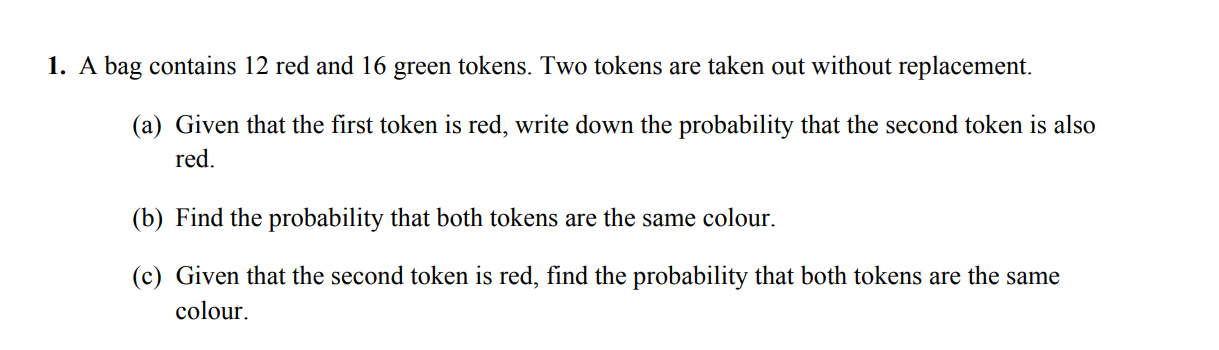 1. A bag contains 12 red and 16 green tokens. Two tokens are taken out without replacement.
(a) Given that the first token is red, write down the probability that the second token is also
red.
(b) Find the probability that both tokens are the same colour.
(c) Given that the second token is red, find the probability that both tokens are the same
colour.